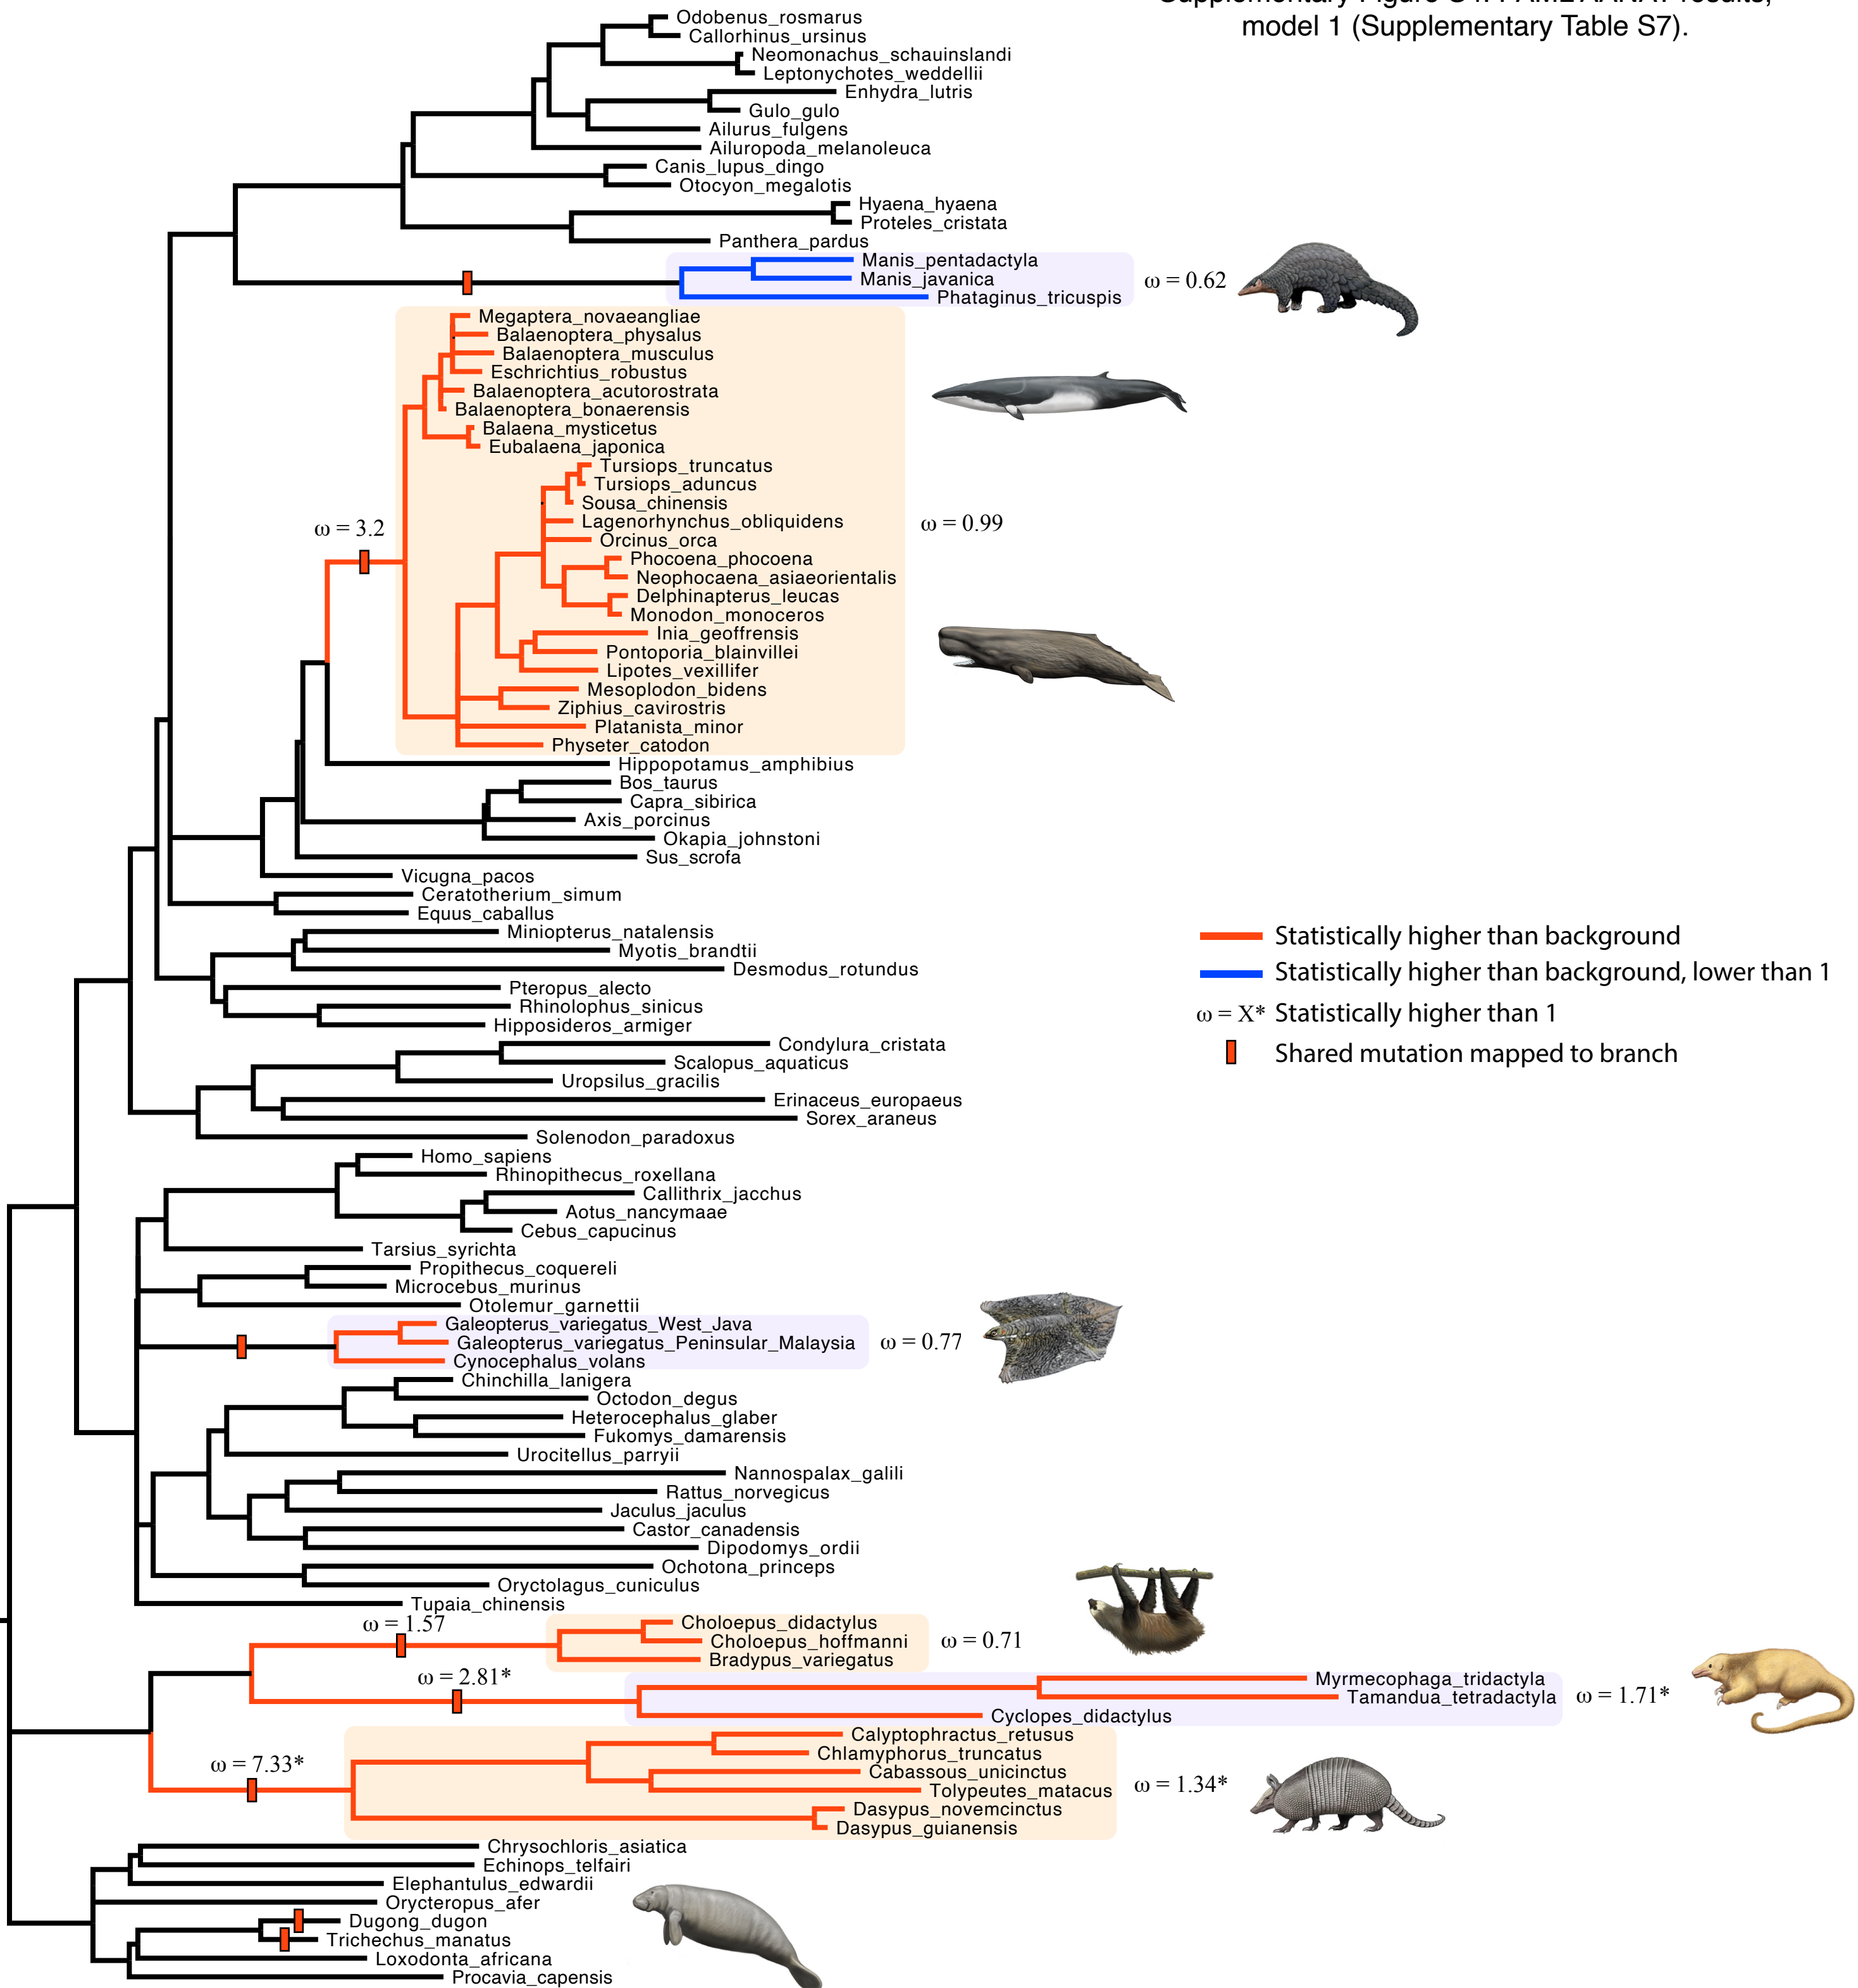 model 1 (Supplementary Table S7).
Odobenus_rosmarus
Callorhinus_ursinus
Neomonachus_schauinslandi
Leptonychotes_weddellii
Enhydra_lutris
Gulo_gulo
Ailurus_fulgens
Ailuropoda_melanoleuca
Canis_lupus_dingo
Otocyon_megalotis
Hyaena_hyaena
Proteles_cristata
Panthera_pardus
Manis_pentadactyla
Manis_javanica
ω = 0.62
Phataginus_tricuspis
Megaptera_novaeangliae
Balaenoptera_physalus
Balaenoptera_musculus
Eschrichtius_robustus
Balaenoptera_acutorostrata
Balaenoptera_bonaerensis
Balaena_mysticetus
Eubalaena_japonica
Tursiops_truncatus
Tursiops_aduncus
Sousa_chinensis
Lagenorhynchus_obliquidens
ω = 0.99
ω = 3.2
Orcinus_orca
Phocoena_phocoena
Neophocaena_asiaeorientalis
Delphinapterus_leucas
Monodon_monoceros
Inia_geoffrensis
Pontoporia_blainvillei
Lipotes_vexillifer
Mesoplodon_bidens
Ziphius_cavirostris
Platanista_minor
Physeter_catodon
Hippopotamus_amphibius
Bos_taurus
Capra_sibirica
Axis_porcinus
Okapia_johnstoni
Sus_scrofa
Vicugna_pacos
Ceratotherium_simum
Equus_caballus
Miniopterus_natalensis
Myotis_brandtii
Desmodus_rotundus
Pteropus_alecto
Rhinolophus_sinicus
Hipposideros_armiger
Statistically higher than background
Statistically higher than background, lower than 1
ω = X* Statistically higher than 1
Shared mutation mapped to branch
Condylura_cristata
Scalopus_aquaticus
Uropsilus_gracilis
Erinaceus_europaeus
Sorex_araneus
Solenodon_paradoxus
Homo_sapiens
Rhinopithecus_roxellana
Callithrix_jacchus
Aotus_nancymaae
Cebus_capucinus
Tarsius_syrichta
Propithecus_coquereli
Microcebus_murinus
Otolemur_garnettii
Galeopterus_variegatus_West_Java
Galeopterus_variegatus_Peninsular_Malaysia
ω = 0.77
Cynocephalus_volans
Chinchilla_lanigera
Octodon_degus
Heterocephalus_glaber
Fukomys_damarensis
Urocitellus_parryii
Nannospalax_galili
Rattus_norvegicus
Jaculus_jaculus
Castor_canadensis
Dipodomys_ordii
Ochotona_princeps
Oryctolagus_cuniculus
Tupaia_chinensis
ω = 1.57
Choloepus_didactylus
Choloepus_hoffmanni
ω = 0.71
Bradypus_variegatus
ω = 2.81*
Myrmecophaga_tridactyla
Tamandua_tetradactyla
ω = 1.71*
Cyclopes_didactylus
Calyptophractus_retusus
Chlamyphorus_truncatus
ω = 7.33*
Cabassous_unicinctus
ω = 1.34*
Tolypeutes_matacus
Dasypus_novemcinctus
Dasypus_guianensis
Chrysochloris_asiatica
Echinops_telfairi
Elephantulus_edwardii
Orycteropus_afer
Dugong_dugon
Trichechus_manatus
Loxodonta_africana
Procavia_capensis